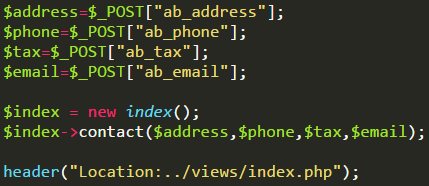 $address=$_POST["ab_address"];
$phone=$_POST["ab_phone"];
$tax=$_POST["ab_tax"];
$email=$_POST["ab_email"];
$index = new index();
$index->contact($address,$phone,$tax,$email);
header("Location:../views/index.php");